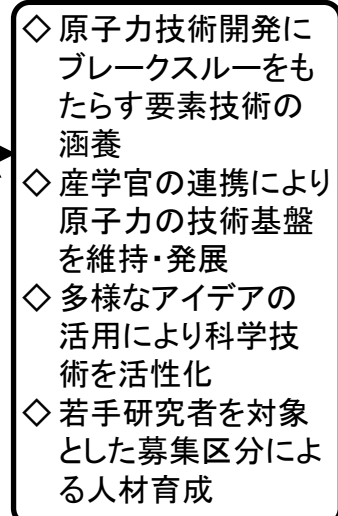 ◇ 原子力技術開発に
ブレークスルーをも
たらす要素技術の
涵養
◇ 産学官の連携により
原子力の技術基盤
を維持・発展
◇ 多様なアイデアの
活用により科学技
術を活性化
◇ 若手研究者を対象
とした募集区分によ
る人材育成